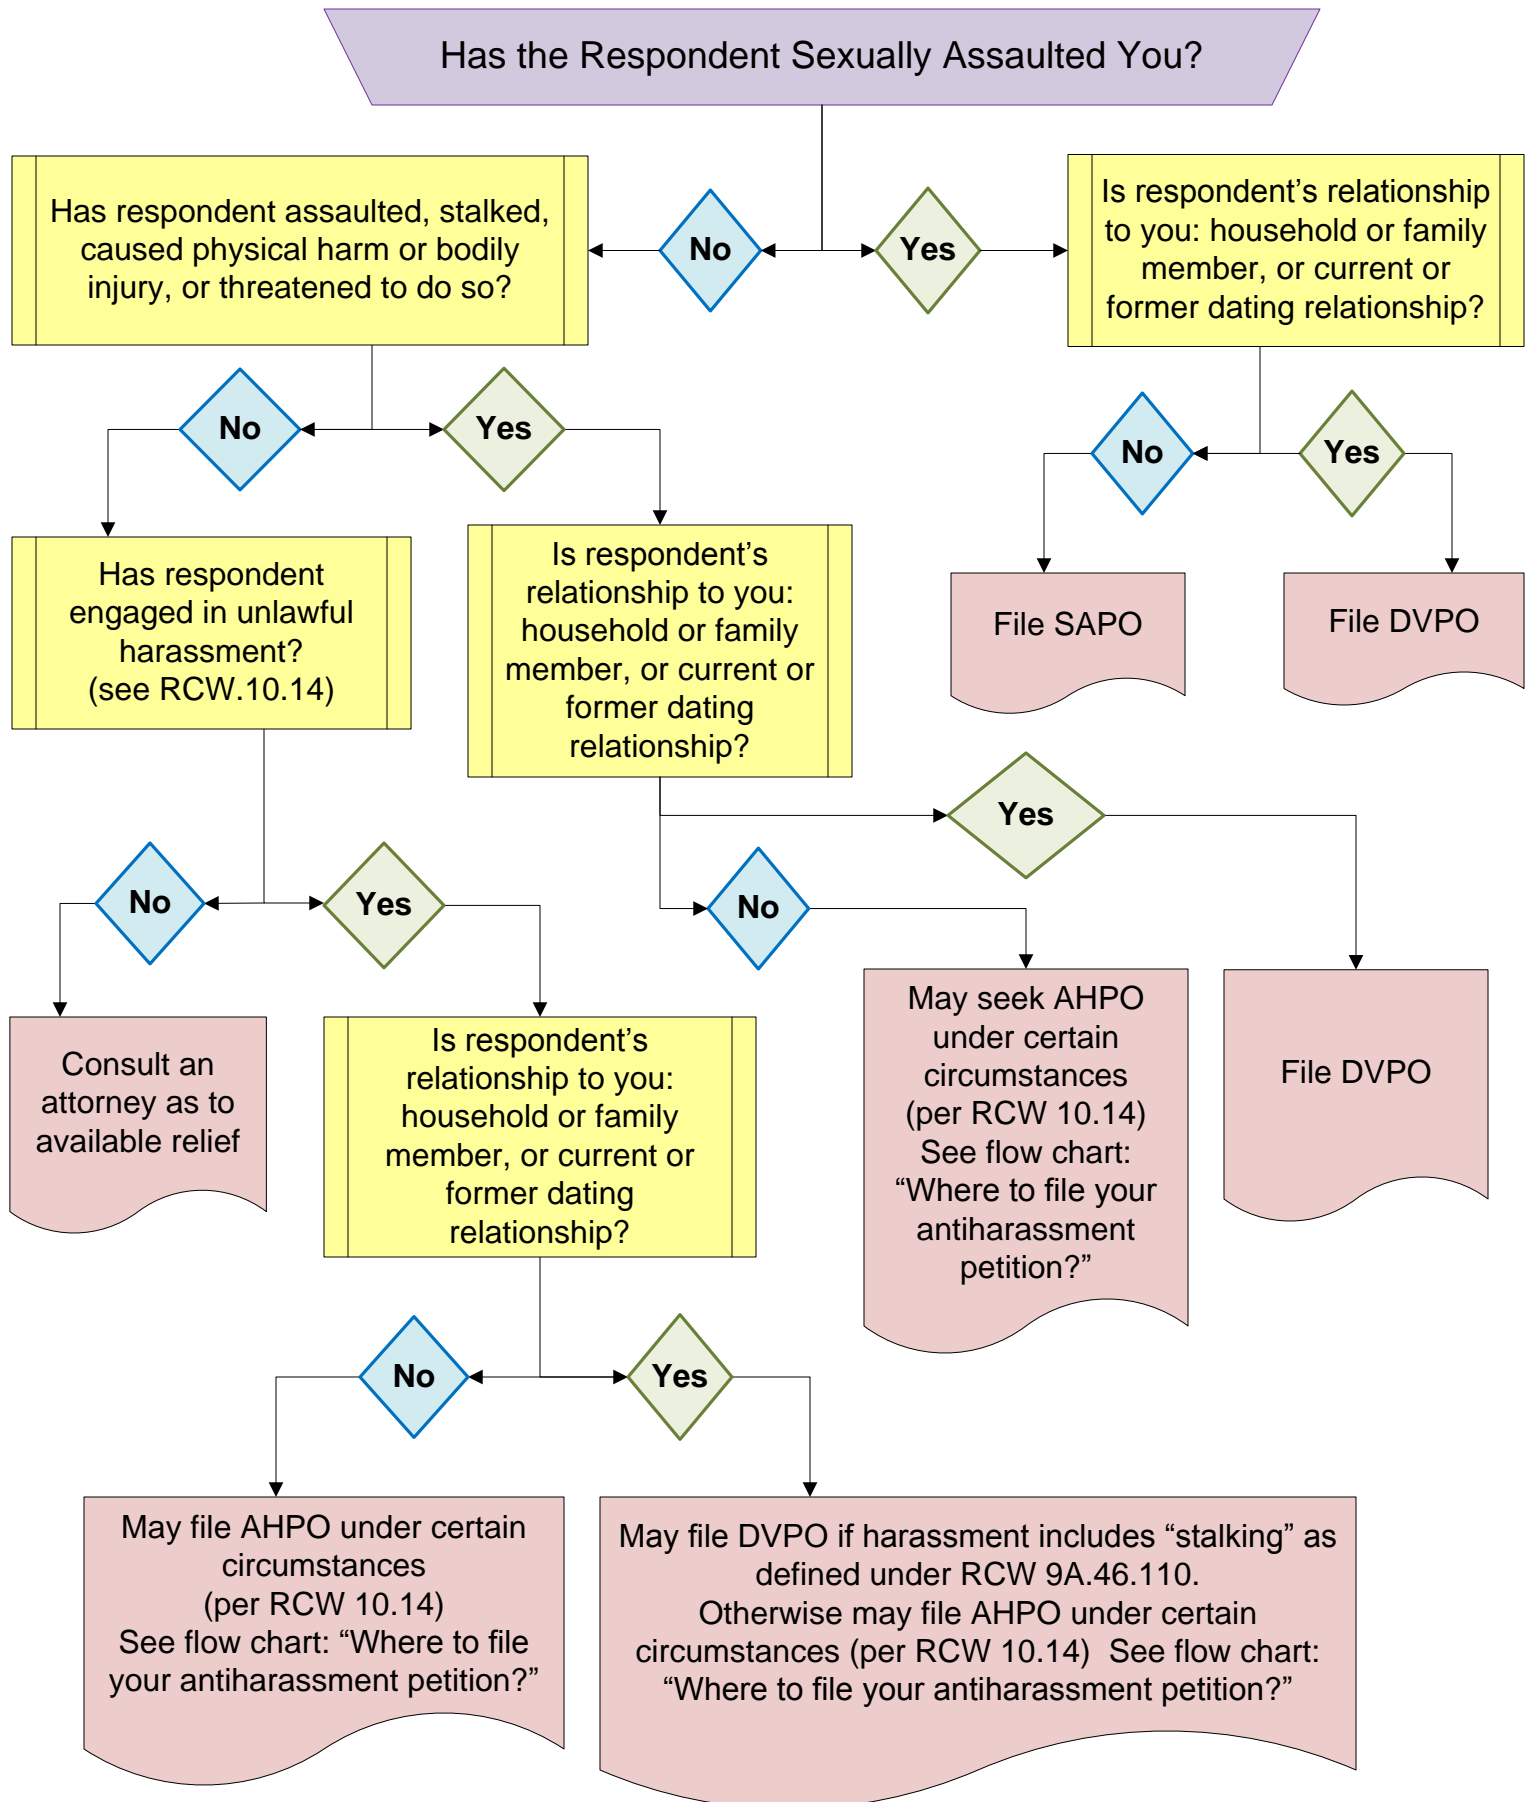 Has the Respondent Sexually Assaulted You?
Has respondent assaulted, stalked,
caused physical harm or bodily
injury, or threatened to do so?
No
Yes
Is respondent’s relationship
to you: household or family
member, or current or
former dating relationship?
No
Yes
No
Yes
Has respondent
engaged in unlawful
harassment?
(see RCW.10.14)
Is respondent’s
relationship to you:
household or family
member, or current or
former dating
relationship?
File SAPO
File DVPO
Yes
No
No
Yes
Consult an
attorney as to
available relief
Is respondent’s
relationship to you:
household or family
member, or current or
former dating
relationship?
May seek AHPO
under certain
circumstances
(per RCW 10.14)
See flow chart:
“Where to file your
antiharassment
petition?”
File DVPO
No
Yes
May file AHPO under certain
circumstances
(per RCW 10.14)
See flow chart: “Where to file
your antiharassment petition?”
May file DVPO if harassment includes “stalking” as
defined under RCW 9A.46.110.
Otherwise may file AHPO under certain
circumstances (per RCW 10.14)  See flow chart:
“Where to file your antiharassment petition?”